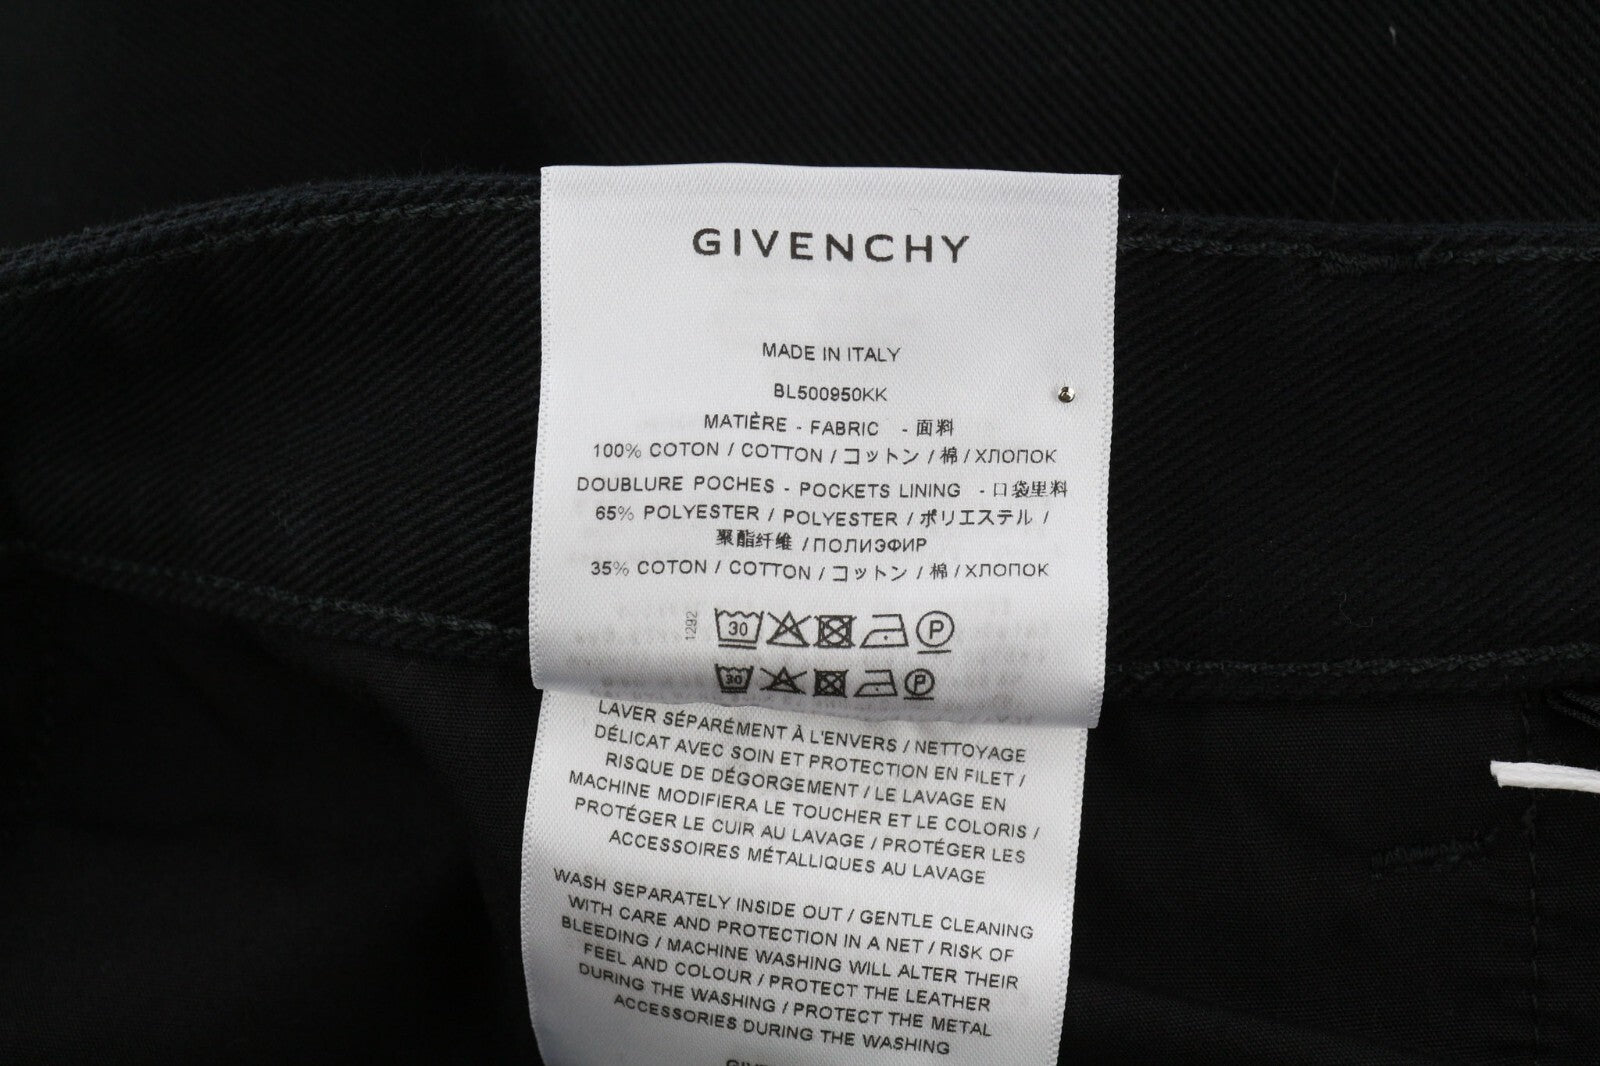 GIVENCHY
MADE IN ITALY
BL500950KK
MATIÈRE - FABRIC - 面料
100% COTON / COTTON / コットン / 棉 / ХЛОПОК
DOUBLURE POCHES - POCKETS LINING - 口袋里料
65% POLYESTER / POLYESTER / ポリエステル /
聚酯纤维 / ПОЛИЭФИР
35% COTON / COTTON / コットン / 棉 / ХЛОПОК
1292
30 P
30 P
LAVER SÉPARÉMENT À L'ENVERS / NETTOYAGE
DÉLICAT AVEC SOIN ET PROTECTION EN FILET /
RISQUE DE DÉGORGEMENT / LE LAVAGE EN
MACHINE MODIFIERA LE TOUCHER ET LE COLORIS /
PROTÉGER LE CUIR AU LAVAGE / PROTÉGER LES
ACCESSOIRES MÉTALLIQUES AU LAVAGE
WASH SEPARATELY INSIDE OUT / GENTLE CLEANING
WITH CARE AND PROTECTION IN A NET / RISK OF
BLEEDING / MACHINE WASHING WILL ALTER THEIR
FEEL AND COLOUR / PROTECT THE LEATHER
DURING THE WASHING / PROTECT THE METAL
ACCESSORIES DURING THE WASHING